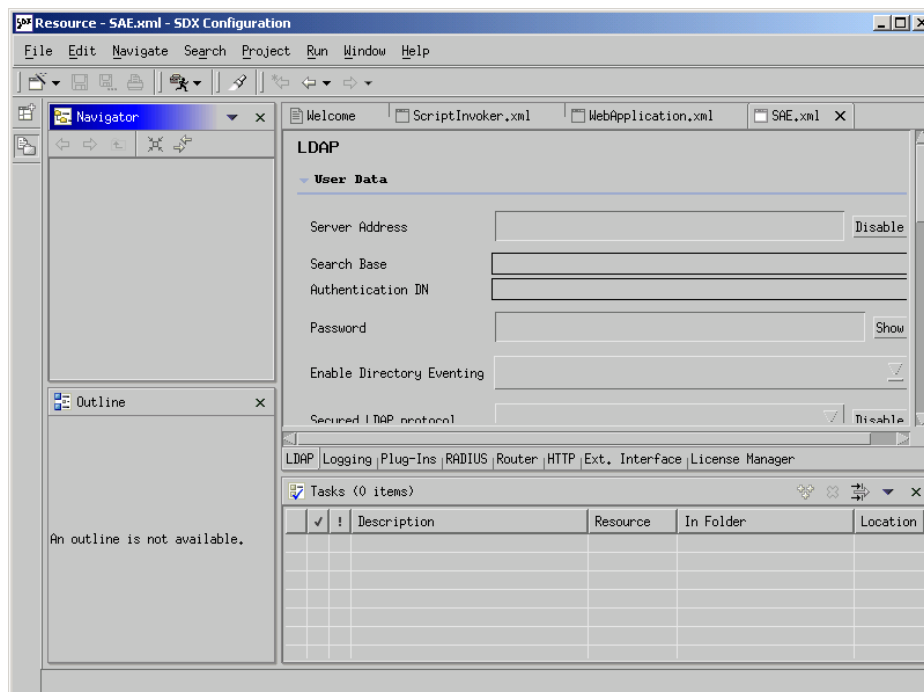 SDX Resource - SAE.xml - SDX Configuration
File Edit Navigate Search Project Run Window Help
Navigator
Welcome ScriptInvoker.xml WebApplication.xml SAE.xml
LDAP
User Data
Server Address Disable
Search Base
Authentication DN
Password Show
Enable Directory Eventing
Secured LDAP protocol Disable
LDAP Logging Plug-Ins RADIUS Router HTTP Ext. Interface License Manager
Outline
An outline is not available.
Tasks (0 items)
! Description Resource In Folder Location